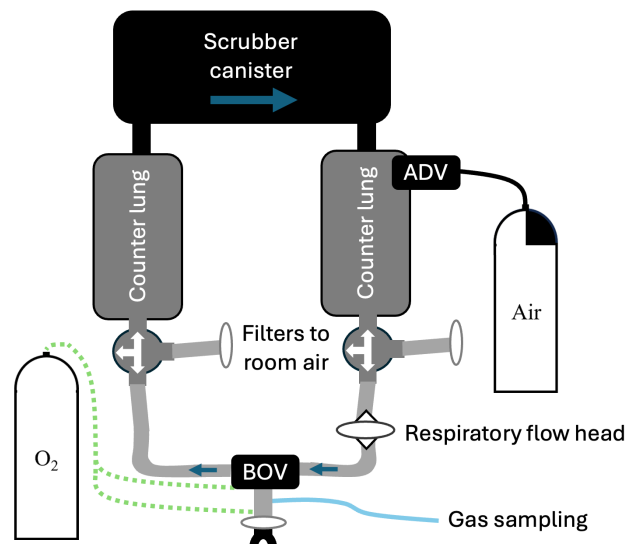 Scrubber
canister
Counter lung
Counter lung
ADV
Air
Filters to
room air
O₂
Respiratory flow head
BOV
Gas sampling